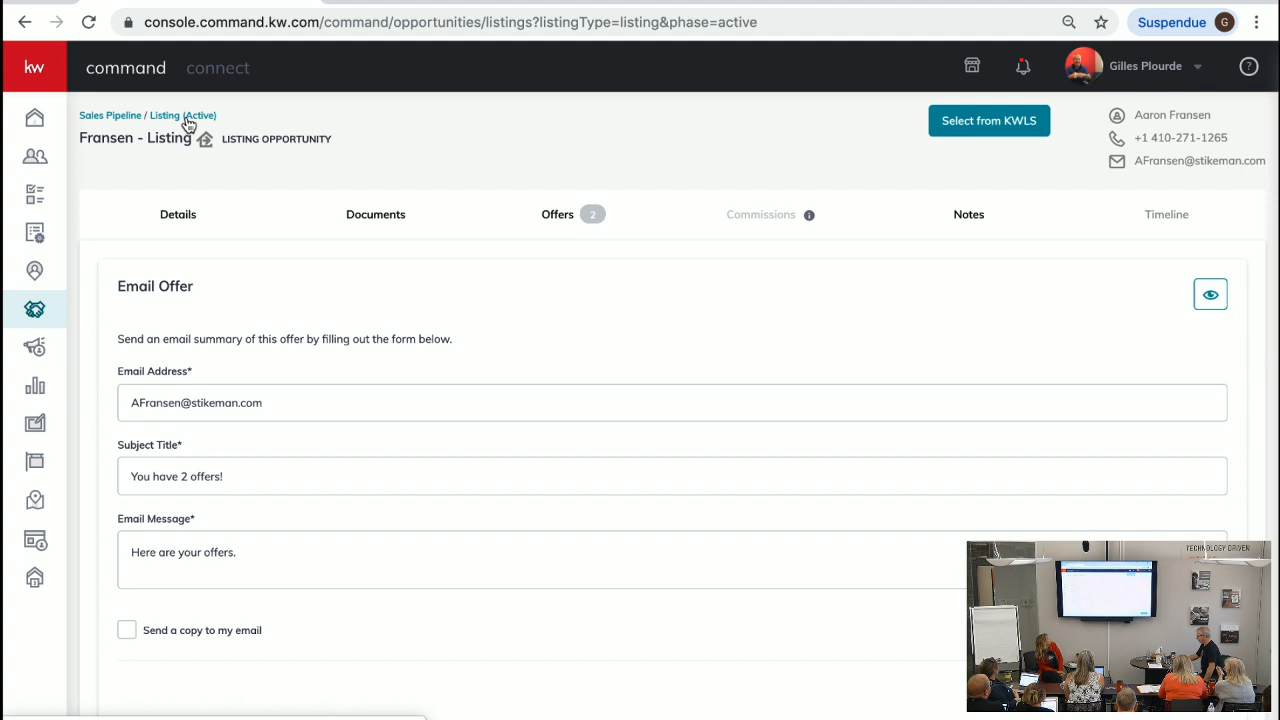 console.command.kw.com/command/opportunities/listings?listingType=listing&phase=active
Suspendue G
kw command connect
Gilles Plourde
?
Sales Pipeline / Listing (Active)
Fransen - Listing LISTING OPPORTUNITY
Select from KWLS
Aaron Fransen
+1 410-271-1265
AFransen@stikeman.com
Details Documents Offers 2 Commissions i Notes Timeline
Email Offer
Send an email summary of this offer by filling out the form below.
Email Address*
AFransen@stikeman.com
Subject Title*
You have 2 offers!
Email Message*
Here are your offers.
Send a copy to my email
TECHNOLOGY DRIVEN